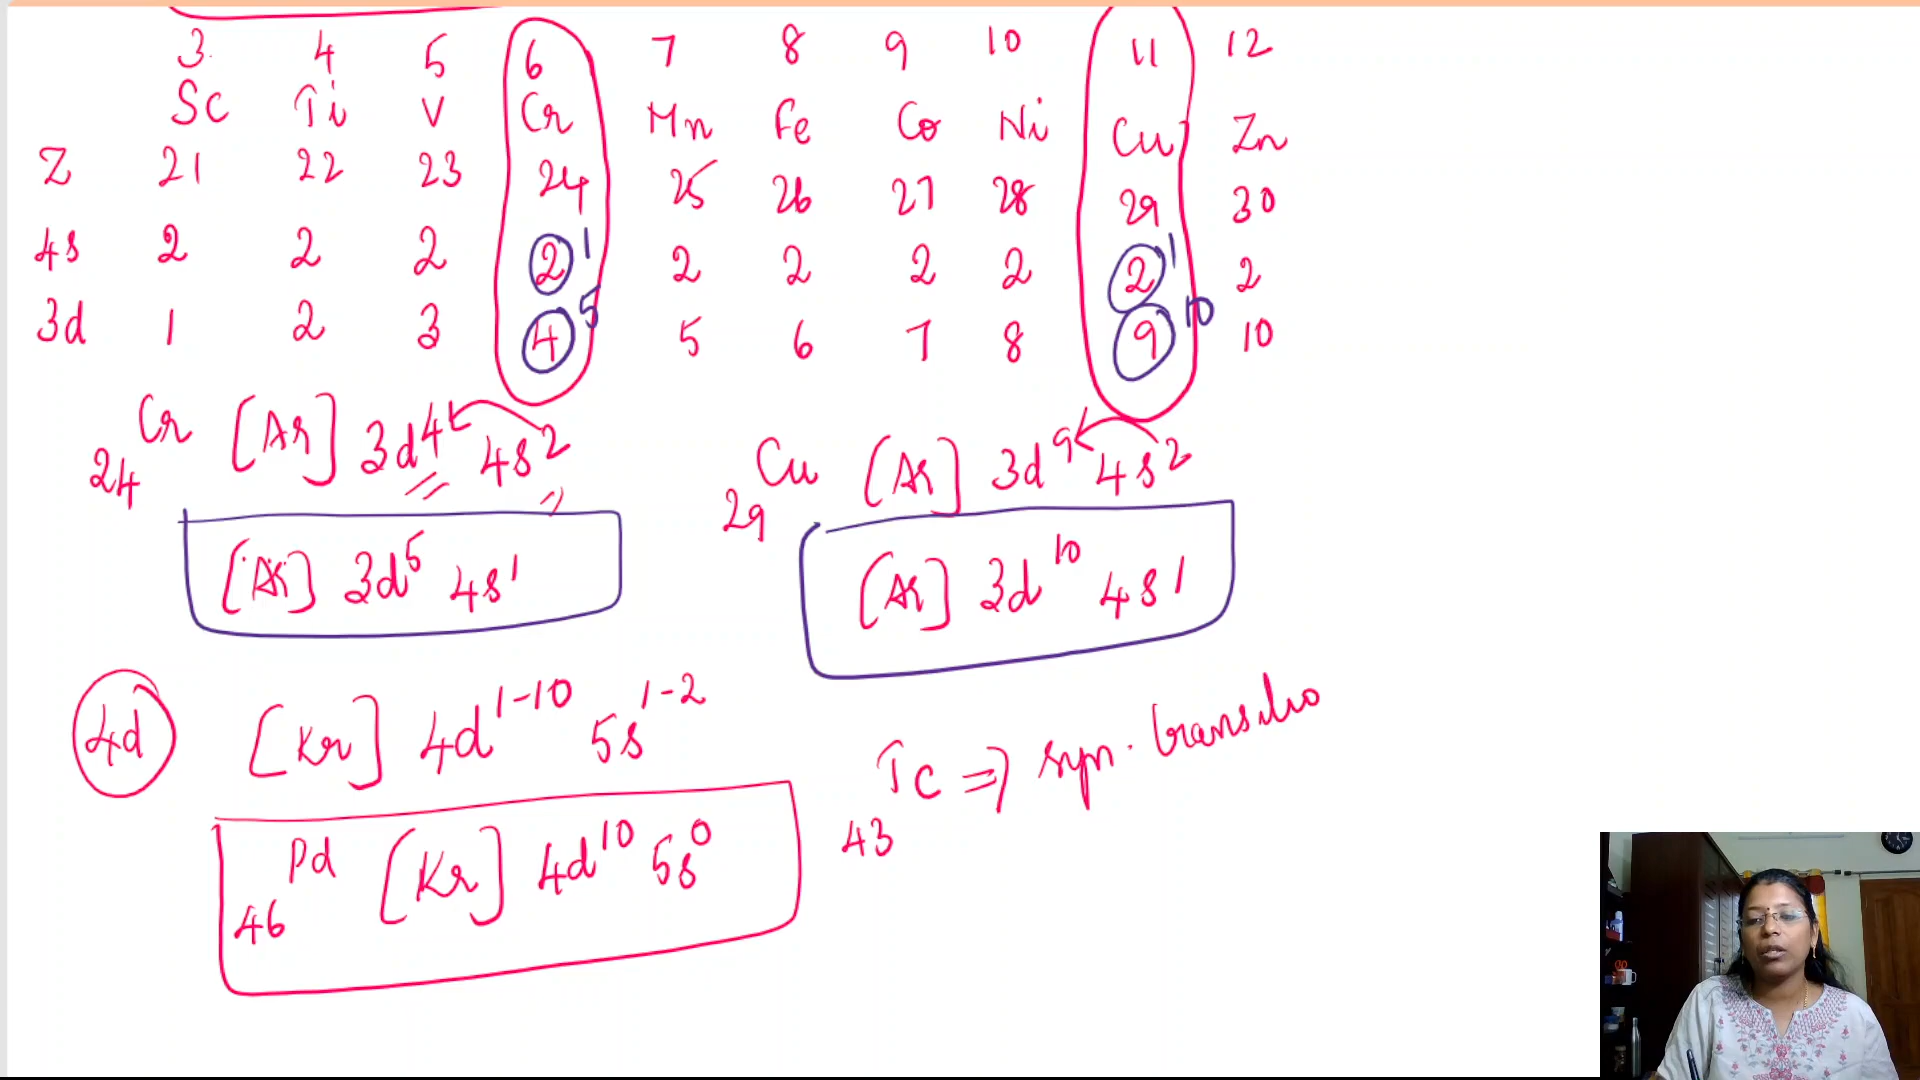 3 4 5 6 7 8 9 10 11 12
Sc Ti V Cr Mn Fe Co Ni Cu Zn
Z 21 22 23 24 25 26 27 28 29 30
4s 2 2 2 2 1 2 2 2 2 2 1 2
3d 1 2 3 4 5 5 6 7 8 9 10 10
24 Cr [Ar] 3d⁴ 4s²
[Ar] 3d⁵ 4s¹
29 Cu [Ar] 3d⁹ 4s²
[Ar] 3d¹⁰ 4s¹
4d [Kr] 4d¹⁻¹⁰ 5s¹⁻²
46 Pd [Kr] 4d¹⁰ 5s⁰
43 Tc ⇒ syn. transitio